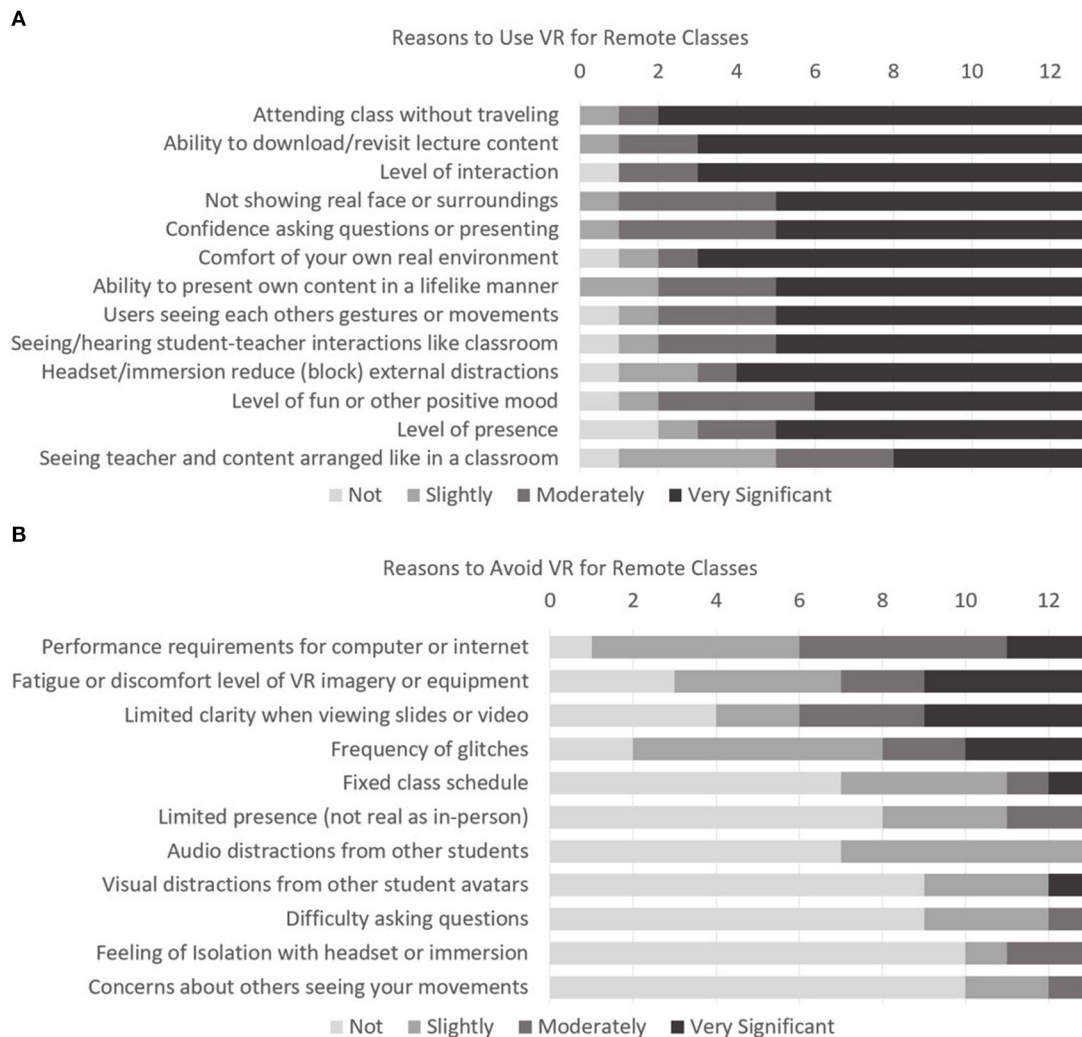 A
Reasons to Use VR for Remote Classes
0 2 4 6 8 10 12
Attending class without traveling
Ability to download/revisit lecture content
Level of interaction
Not showing real face or surroundings
Confidence asking questions or presenting
Comfort of your own real environment
Ability to present own content in a lifelike manner
Users seeing each others gestures or movements
Seeing/hearing student-teacher interactions like classroom
Headset/immersion reduce (block) external distractions
Level of fun or other positive mood
Level of presence
Seeing teacher and content arranged like in a classroom
Not Slightly Moderately Very Significant
B
Reasons to Avoid VR for Remote Classes
0 2 4 6 8 10 12
Performance requirements for computer or internet
Fatigue or discomfort level of VR imagery or equipment
Limited clarity when viewing slides or video
Frequency of glitches
Fixed class schedule
Limited presence (not real as in-person)
Audio distractions from other students
Visual distractions from other student avatars
Difficulty asking questions
Feeling of Isolation with headset or immersion
Concerns about others seeing your movements
Not Slightly Moderately Very Significant